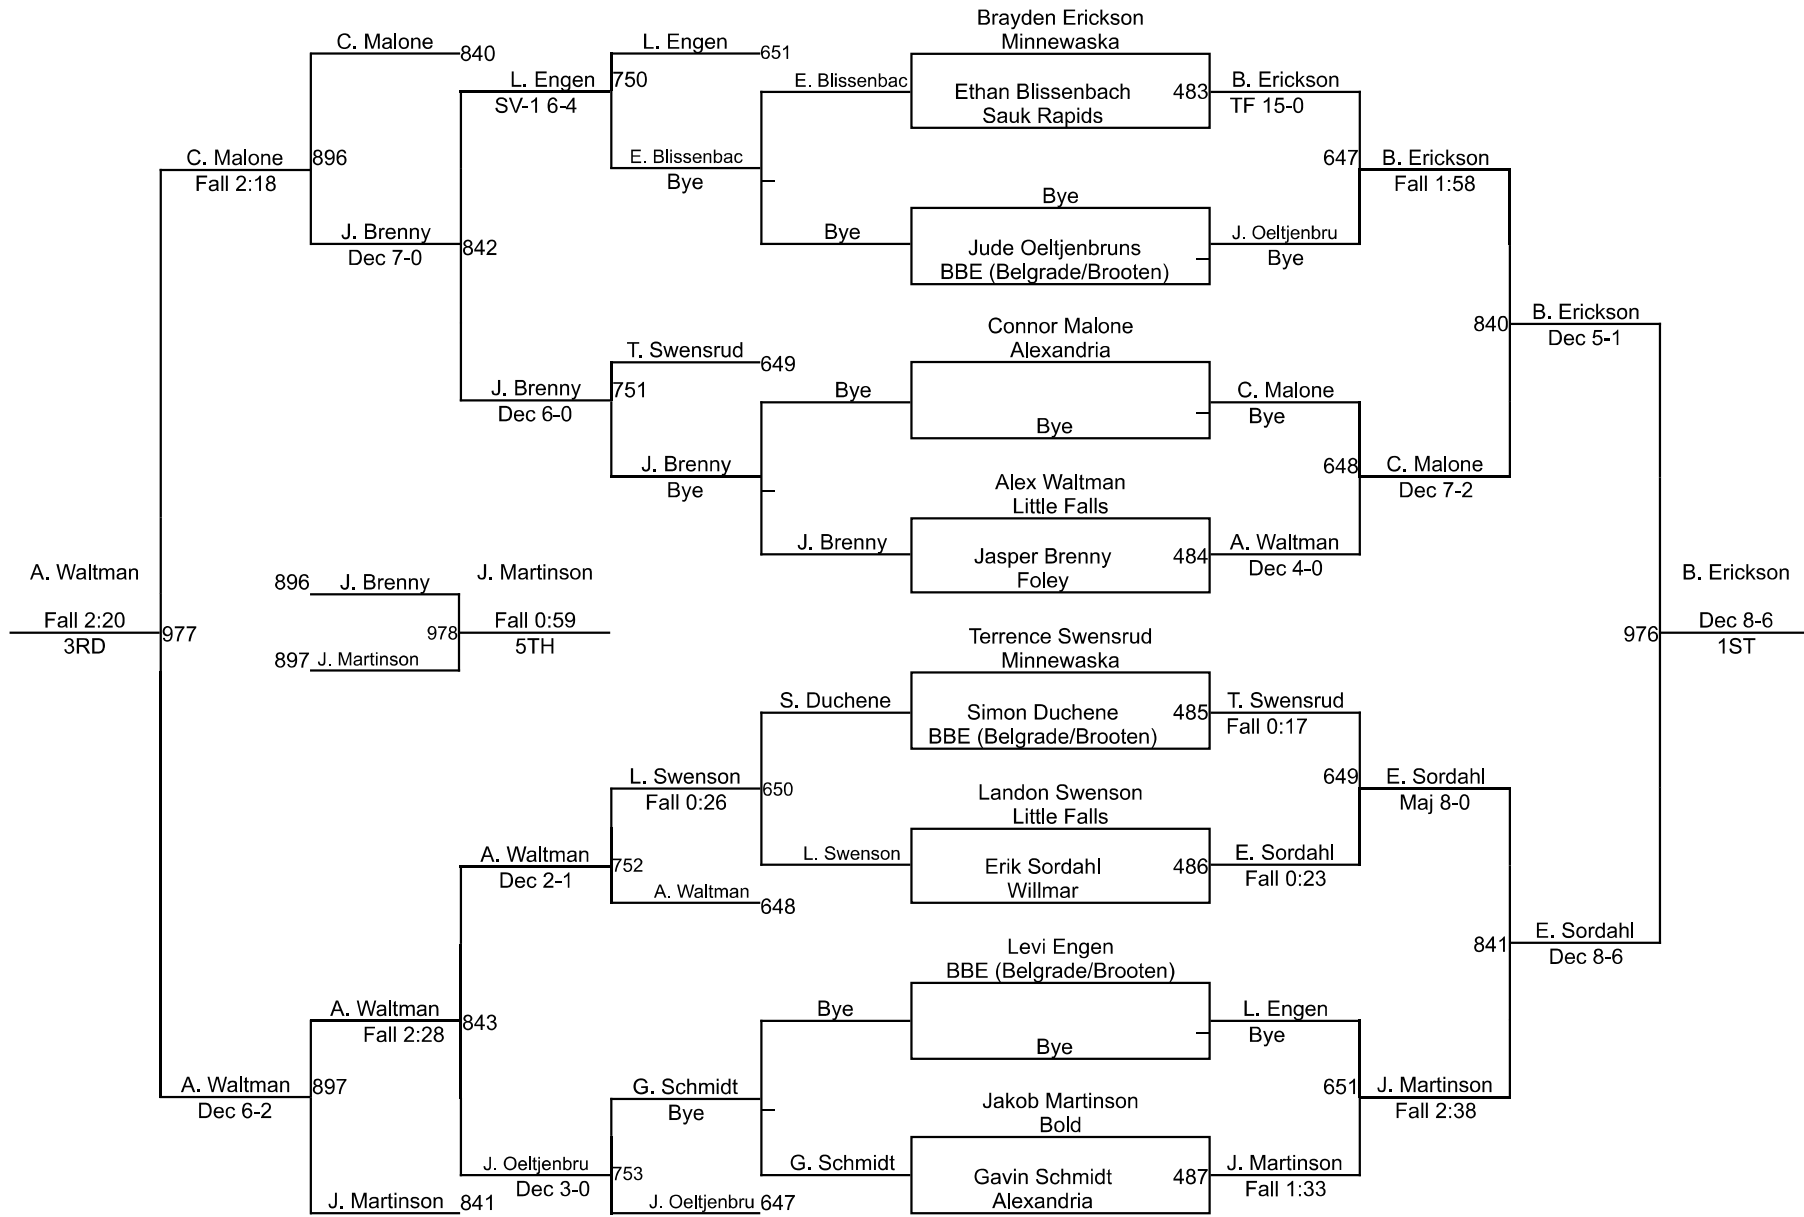 Brayden Erickson
Minnewaska
C. Malone
840
L. Engen
651
L. Engen
750
SV-1 6-4
E. Blissenbac
Ethan Blissenbach
Sauk Rapids
483
B. Erickson
TF 15-0
C. Malone
896
Fall 2:18
E. Blissenbac
Bye
647
B. Erickson
Fall 1:58
Bye
J. Brenny
Dec 7-0
842
Bye
Jude Oeltjenbruns
BBE (Belgrade/Brooten)
J. Oeltjenbru
Bye
Connor Malone
Alexandria
840
B. Erickson
Dec 5-1
T. Swensrud
649
J. Brenny
751
Dec 6-0
Bye
Bye
C. Malone
Bye
J. Brenny
Bye
648
C. Malone
Dec 7-2
Alex Waltman
Little Falls
J. Brenny
Jasper Brenny
Foley
484
A. Waltman
Dec 4-0
A. Waltman
Fall 2:20
3RD
977
896
J. Brenny
897
J. Martinson
978
J. Martinson
Fall 0:59
5TH
B. Erickson
976
Dec 8-6
1ST
Terrence Swensrud
Minnewaska
S. Duchene
Simon Duchene
BBE (Belgrade/Brooten)
485
T. Swensrud
Fall 0:17
L. Swenson
Fall 0:26
650
649
E. Sordahl
Maj 8-0
Landon Swenson
Little Falls
A. Waltman
Dec 2-1
752
L. Swenson
Erik Sordahl
Willmar
486
E. Sordahl
Fall 0:23
A. Waltman
648
841
E. Sordahl
Dec 8-6
Levi Engen
BBE (Belgrade/Brooten)
A. Waltman
Fall 2:28
843
Bye
Bye
L. Engen
Bye
A. Waltman
Dec 6-2
897
G. Schmidt
Bye
651
J. Martinson
Fall 2:38
Jakob Martinson
Bold
J. Oeltjenbru
Dec 3-0
753
G. Schmidt
Gavin Schmidt
Alexandria
487
J. Martinson
Fall 1:33
J. Martinson
841
J. Oeltjenbru
647